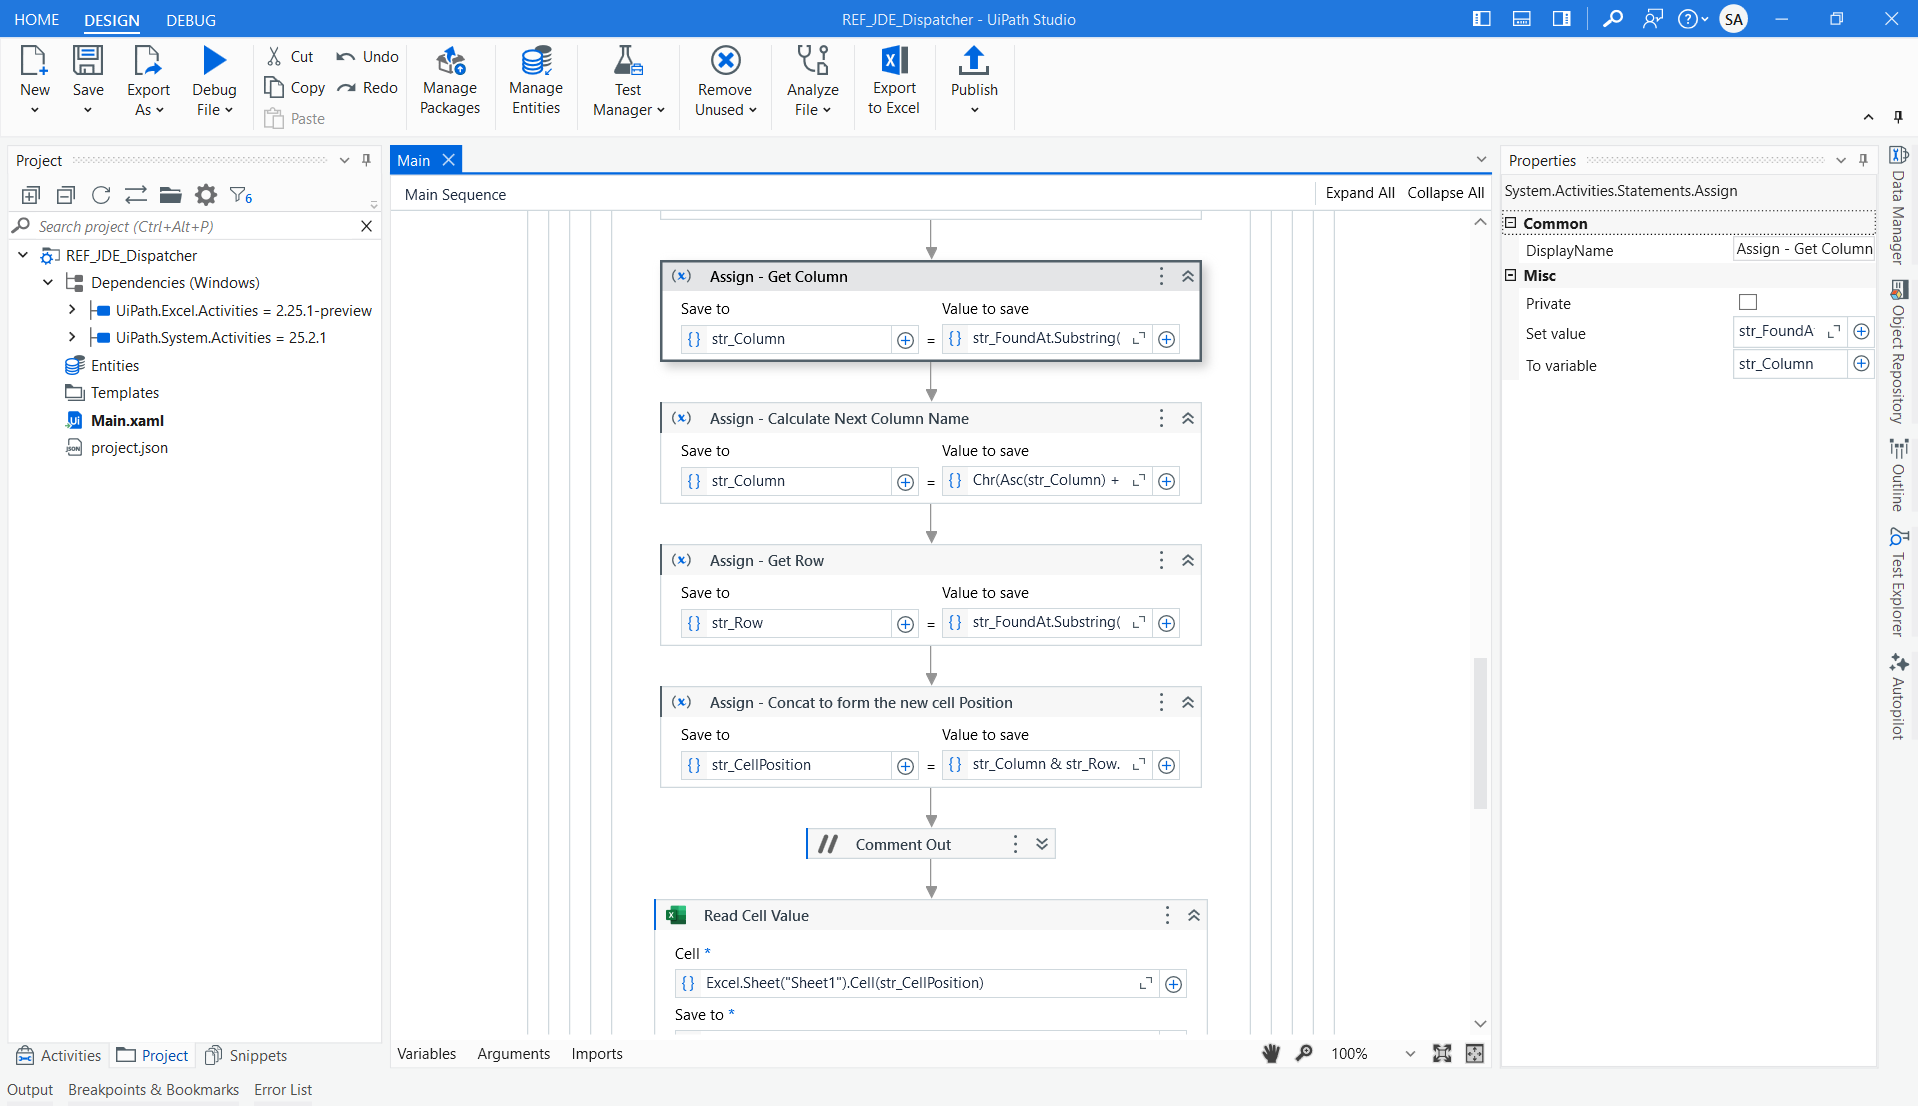 HOME DESIGN DEBUG
REF_JDE_Dispatcher - UiPath Studio
SA
New
Save
Export As
Debug File
Cut
Copy
Paste
Undo
Redo
Manage Packages
Manage Entities
Test Manager
Remove Unused
Analyze File
Export to Excel
Publish
Project
6
Search project (Ctrl+Alt+P)
REF_JDE_Dispatcher
Dependencies (Windows)
UiPath.Excel.Activities = 2.25.1-preview
UiPath.System.Activities = 25.2.1
Entities
Templates
Main.xaml
project.json
Activities Project Snippets
Main
Main Sequence
Expand All Collapse All
Assign - Get Column
Save to Value to save
str_Column = str_FoundAt.Substring(
Assign - Calculate Next Column Name
Save to Value to save
str_Column = Chr(Asc(str_Column) +
Assign - Get Row
Save to Value to save
str_Row = str_FoundAt.Substring(
Assign - Concat to form the new cell Position
Save to Value to save
str_CellPosition = str_Column & str_Row.
// Comment Out
Read Cell Value
Cell *
Excel.Sheet("Sheet1").Cell(str_CellPosition)
Save to *
Variables Arguments Imports
100%
Properties
System.Activities.Statements.Assign
Common
DisplayName Assign - Get Column
Misc
Private
Set value str_FoundA
To variable str_Column
Data Manager
Object Repository
Outline
Test Explorer
Autopilot
Output Breakpoints & Bookmarks Error List